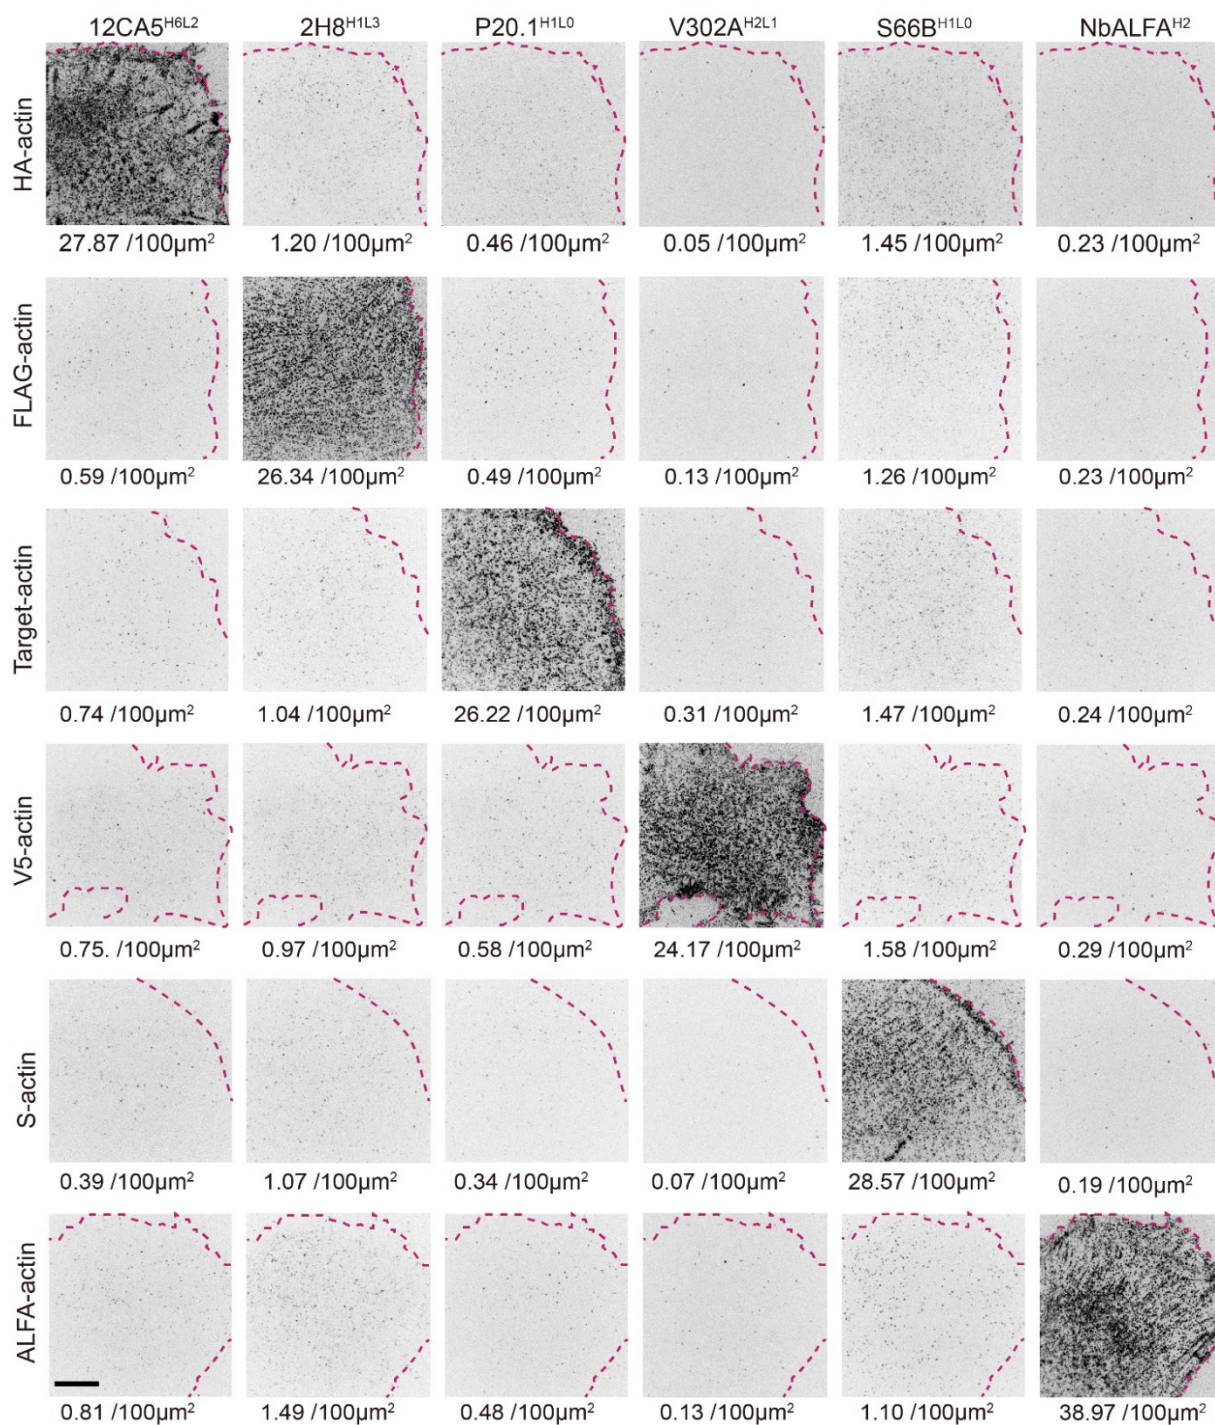 12CA5H6L2 2H8H1L3 P20.1H1L0 V302AH2L1 S66BH1L0 NbALFAH2
HA-actin
27.87 /100µm2 1.20 /100µm2 0.46 /100µm2 0.05 /100µm2 1.45 /100µm2 0.23 /100µm2
FLAG-actin
0.59 /100µm2 26.34 /100µm2 0.49 /100µm2 0.13 /100µm2 1.26 /100µm2 0.23 /100µm2
Target-actin
0.74 /100µm2 1.04 /100µm2 26.22 /100µm2 0.31 /100µm2 1.47 /100µm2 0.24 /100µm2
V5-actin
0.75. /100µm2 0.97 /100µm2 0.58 /100µm2 24.17 /100µm2 1.58 /100µm2 0.29 /100µm2
S-actin
0.39 /100µm2 1.07 /100µm2 0.34 /100µm2 0.07 /100µm2 28.57 /100µm2 0.19 /100µm2
ALFA-actin
0.81 /100µm2 1.49 /100µm2 0.48 /100µm2 0.13 /100µm2 1.10 /100µm2 38.97 /100µm2